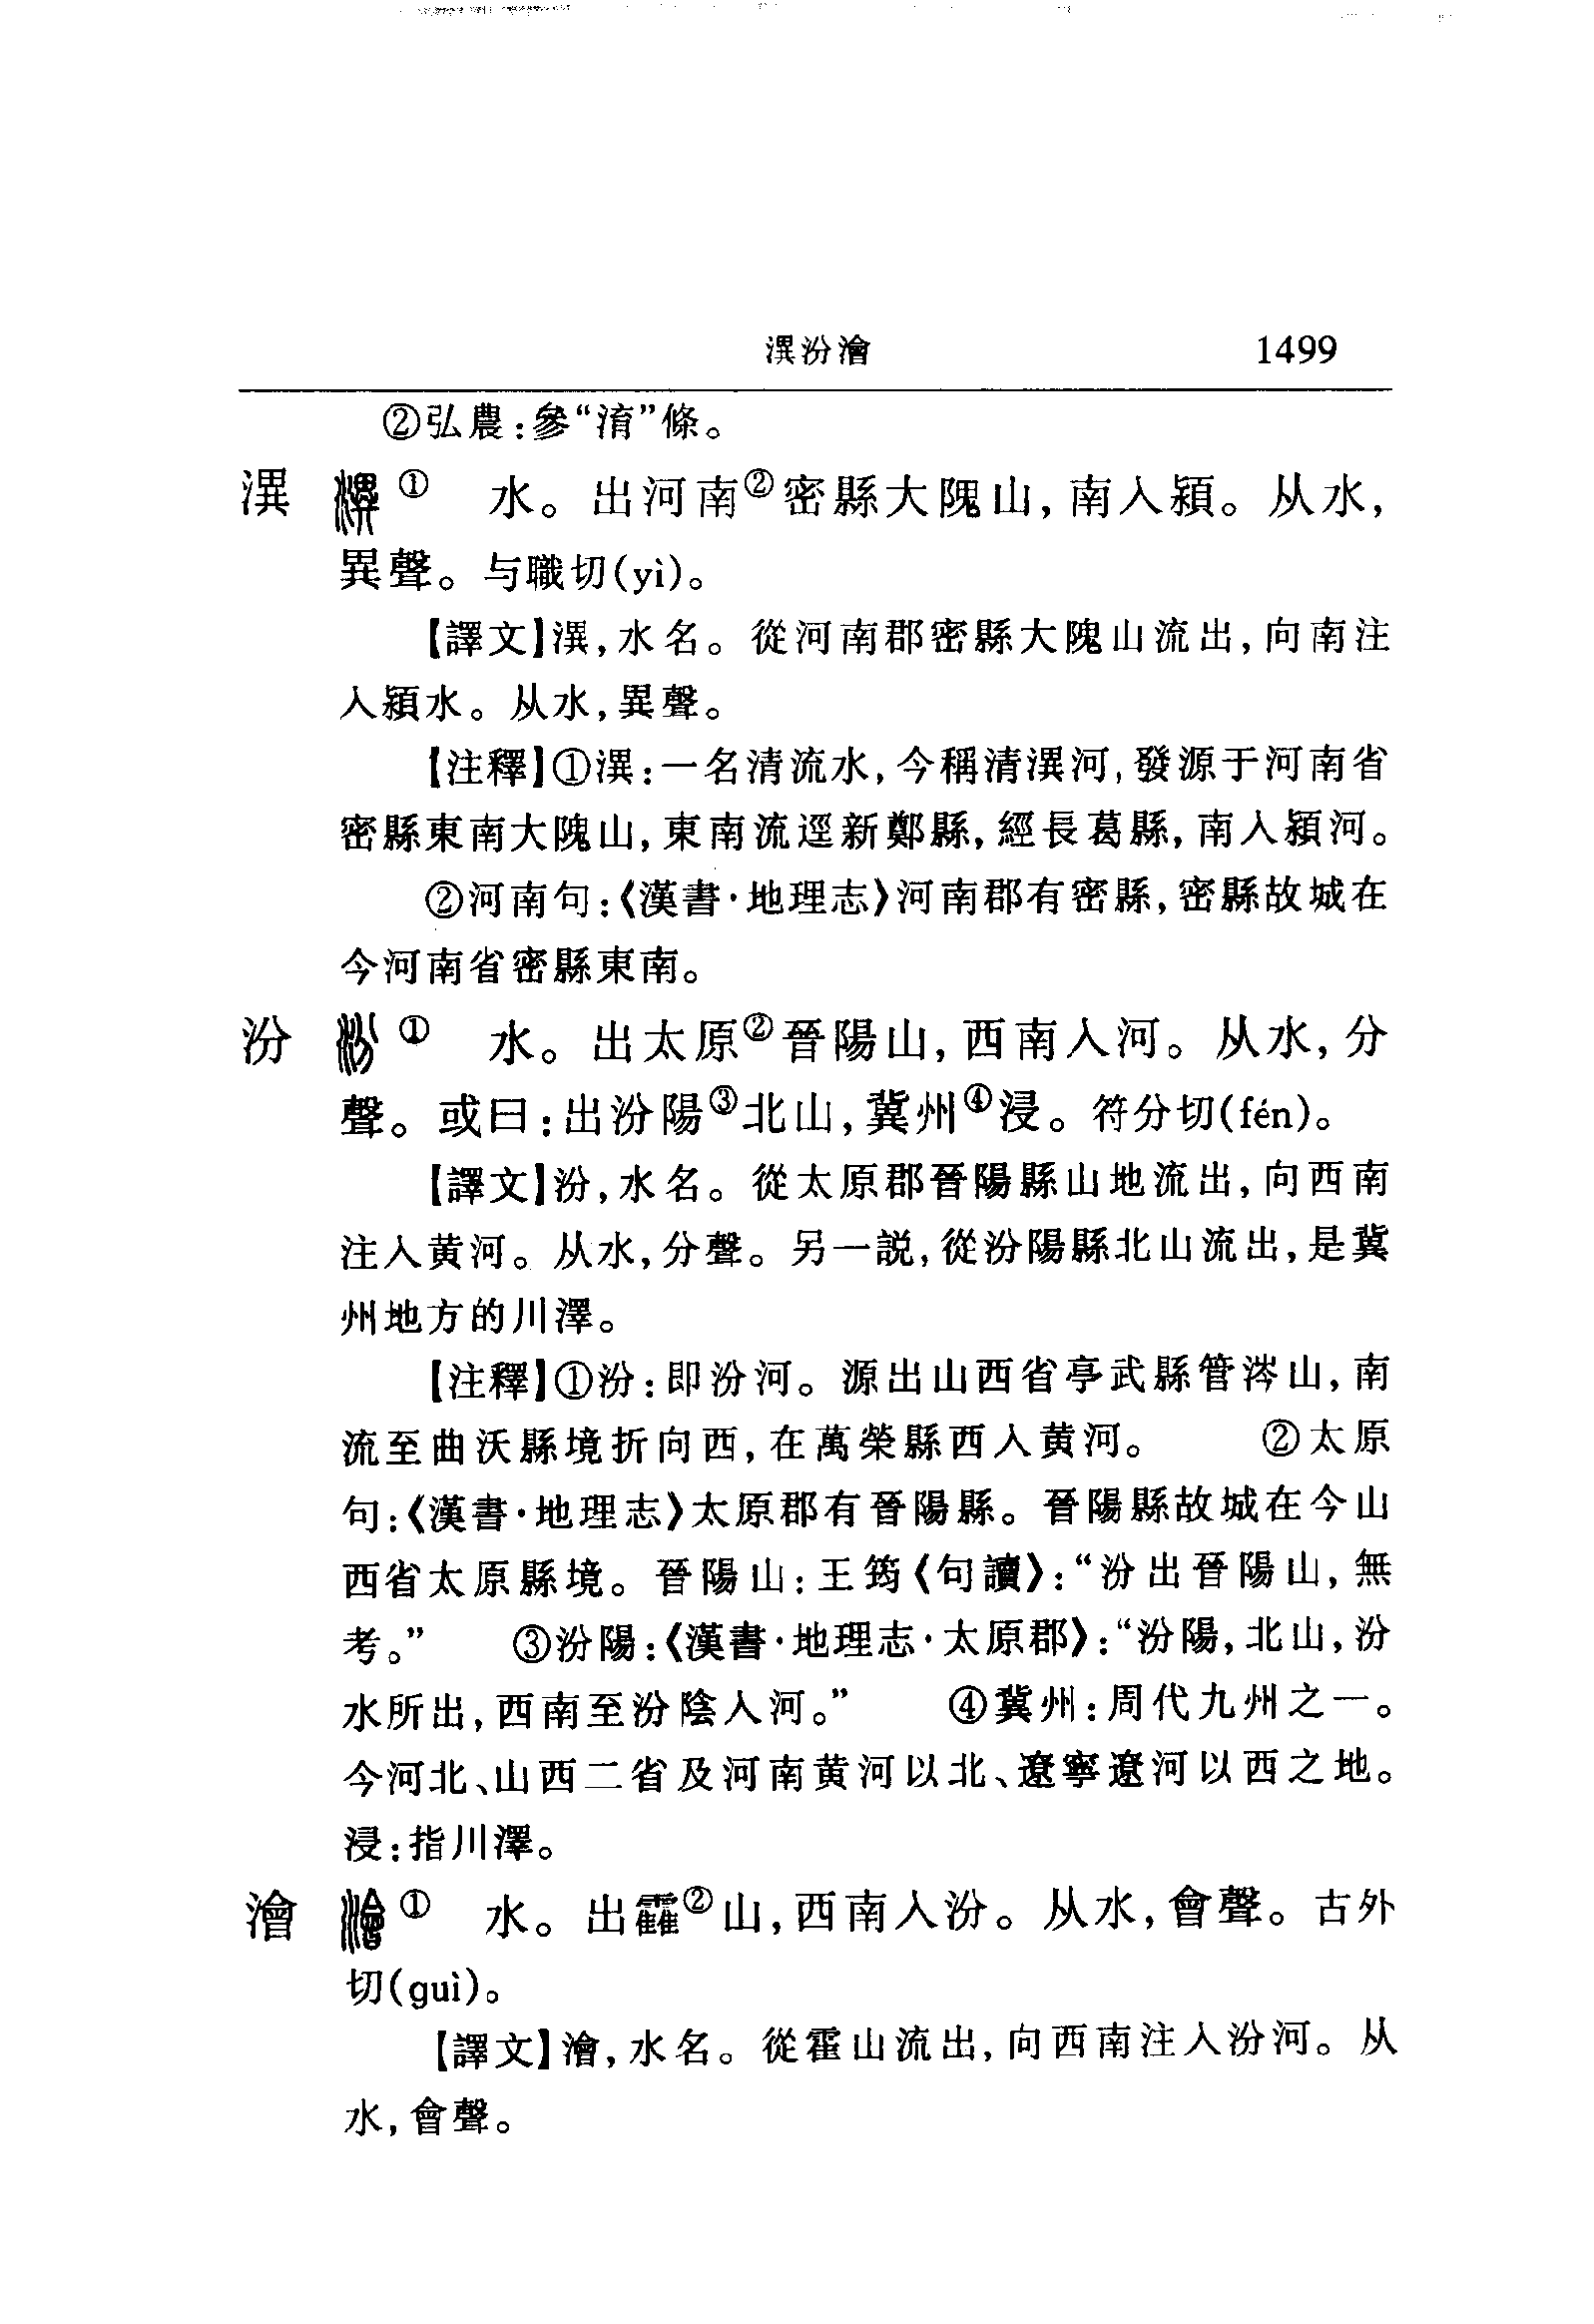 潩汾澮 1499
②弘農:參“淯”條。
潩 ① 水。出河南②密縣大隗山,南入潁。从水,
異聲。与職切(yì)。
【譯文】潩,水名。從河南郡密縣大隗山流出,向南注
入潁水。从水,異聲。
【注釋】①潩:一名清流水,今稱清潩河,發源于河南省
密縣東南大隗山,東南流逕新鄭縣,經長葛縣,南入潁河。
②河南句:《漢書·地理志》河南郡有密縣,密縣故城在
今河南省密縣東南。
汾 ① 水。出太原②晉陽山,西南入河。从水,分
聲。或曰:出汾陽③北山,冀州④浸。符分切(fén)。
【譯文】汾,水名。從太原郡晉陽縣山地流出,向西南
注入黄河。从水,分聲。另一説,從汾陽縣北山流出,是冀
州地方的川澤。
【注釋】①汾:即汾河。源出山西省亭武縣管涔山,南
流至曲沃縣境折向西,在萬榮縣西入黄河。 ②太原
句:《漢書·地理志》太原郡有晉陽縣。晉陽縣故城在今山
西省太原縣境。晉陽山:王筠《句讀》:“汾出晉陽山,無
考。” ③汾陽:《漢書·地理志·太原郡》:“汾陽,北山,汾
水所出,西南至汾陰入河。” ④冀州:周代九州之一。
今河北、山西二省及河南黄河以北、遼寧遼河以西之地。
浸:指川澤。
澮 ① 水。出靃②山,西南入汾。从水,會聲。古外
切(guì)。
【譯文】澮,水名。從霍山流出,向西南注入汾河。从
水,會聲。